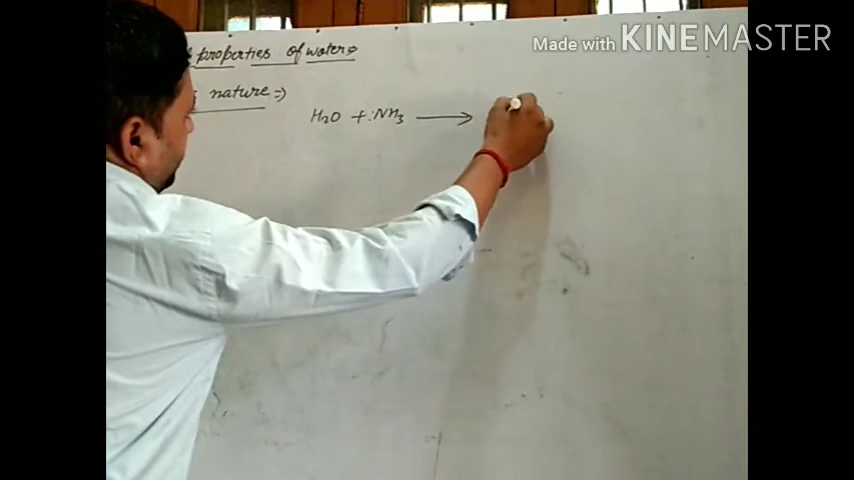 Made with KINEMASTER
properties of water⇒
nature :-)
H₂O + :NH₃ ⟶